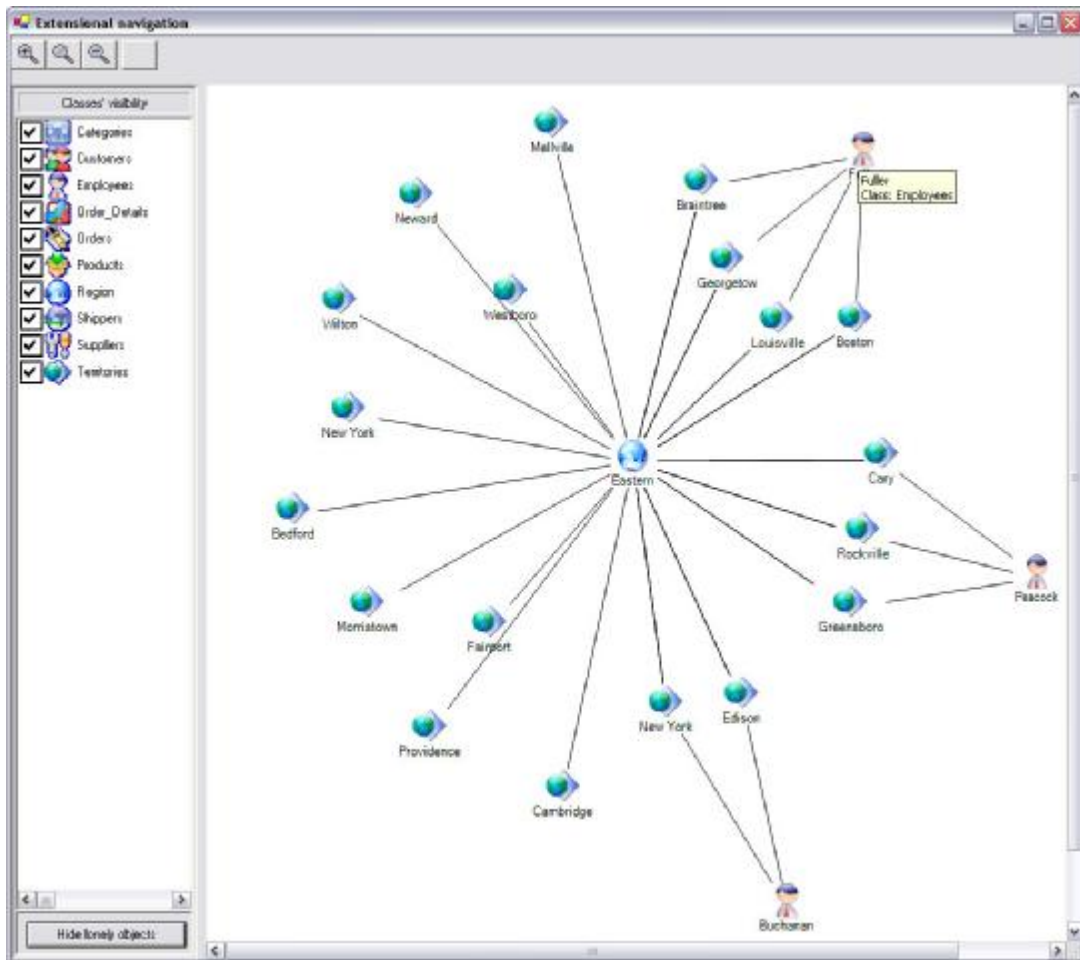 Extensional navigation
Classes' visibility
Categories
Customers
Employees
Order_Details
Orders
Products
Region
Shippers
Suppliers
Territories
Hide lonely objects
Mellville
Braintree
Fuller
Class: Employees
Neward
Georgetow
Westboro
Wilton
Louisville
Boston
New York
Eastern
Cary
Bedford
Rockville
Peacock
Morristown
Greensboro
Fairport
New York
Edison
Providence
Cambridge
Buchanan